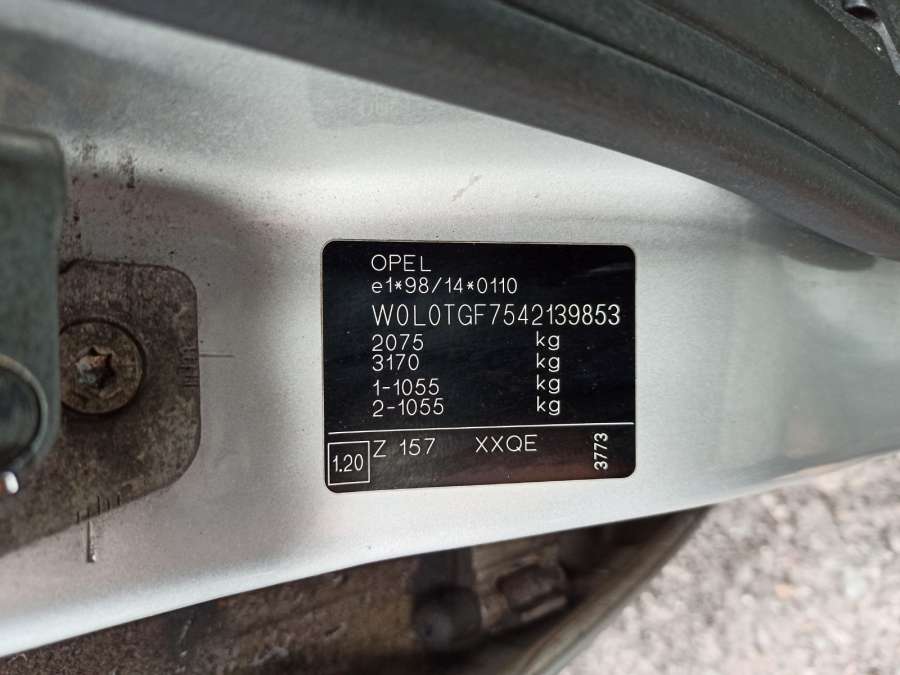 OPEL
e1*98/14*0110
W0L0TGF7542139853
2075 kg
3170 kg
1-1055 kg
2-1055 kg
1.20 Z 157 XXQE 3773